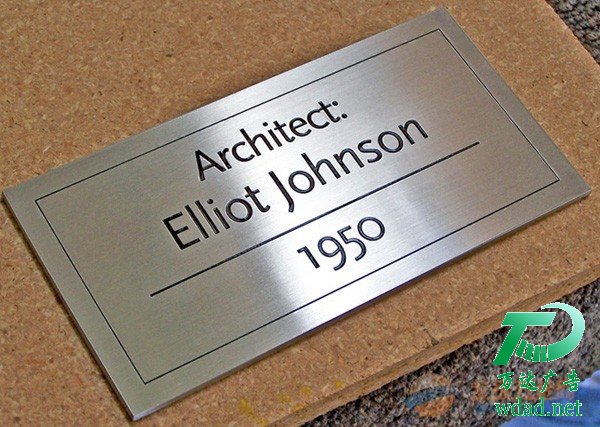 Architect:
Elliot Johnson
1950
万达广告
wdad.net